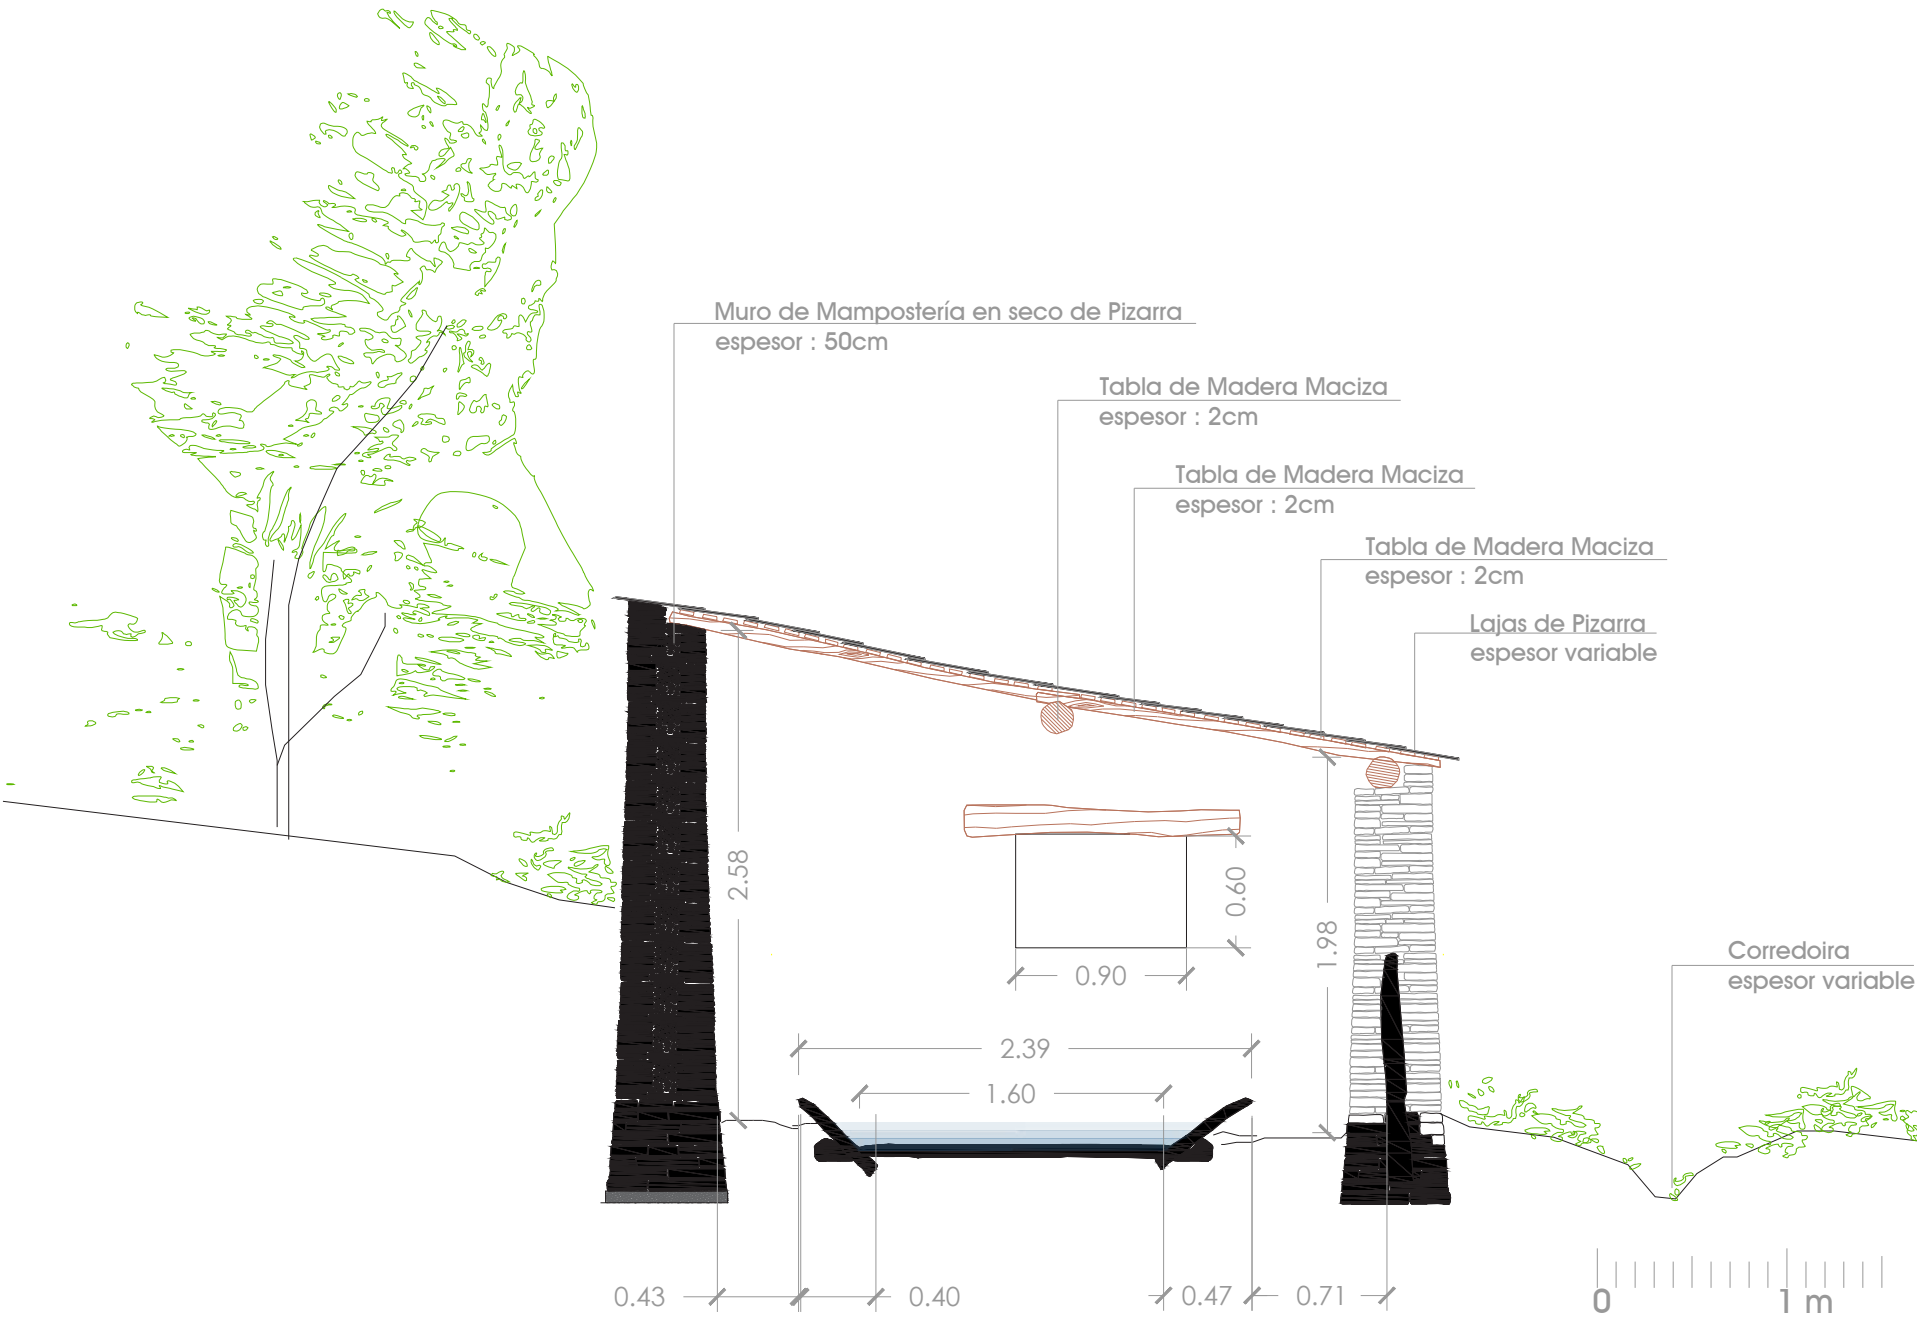 Muro de Mampostería en seco de Pizarra
espesor : 50cm
Tabla de Madera Maciza
espesor : 2cm
Tabla de Madera Maciza
espesor : 2cm
Tabla de Madera Maciza
espesor : 2cm
Lajas de Pizarra
espesor variable
2.58
0.60
1.98
0.90
Corredoira
espesor variable
2.39
1.60
0.43
0.40
0.47
0.71
0
1 m